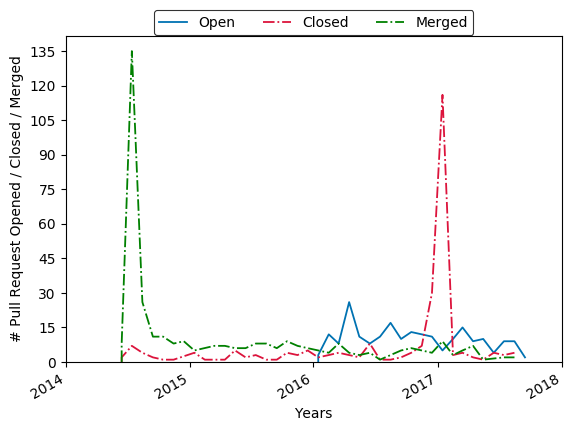 Open Closed Merged
# Pull Request Opened / Closed / Merged
135
120
105
90
75
60
45
30
15
0
2014 2015 2016 2017 2018
Years